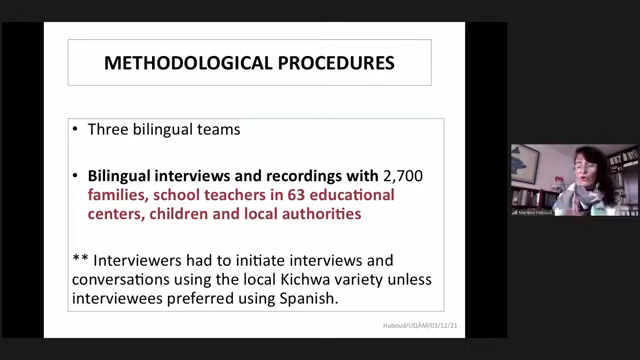 METHODOLOGICAL PROCEDURES
• Three bilingual teams
• Bilingual interviews and recordings with 2,700
families, school teachers in 63 educational
centers, children and local authorities
** Interviewers had to initiate interviews and
conversations using the local Kichwa variety unless
interviewees preferred using Spanish.
Haboud/UQÀM/03/12/21
Marleen Haboud